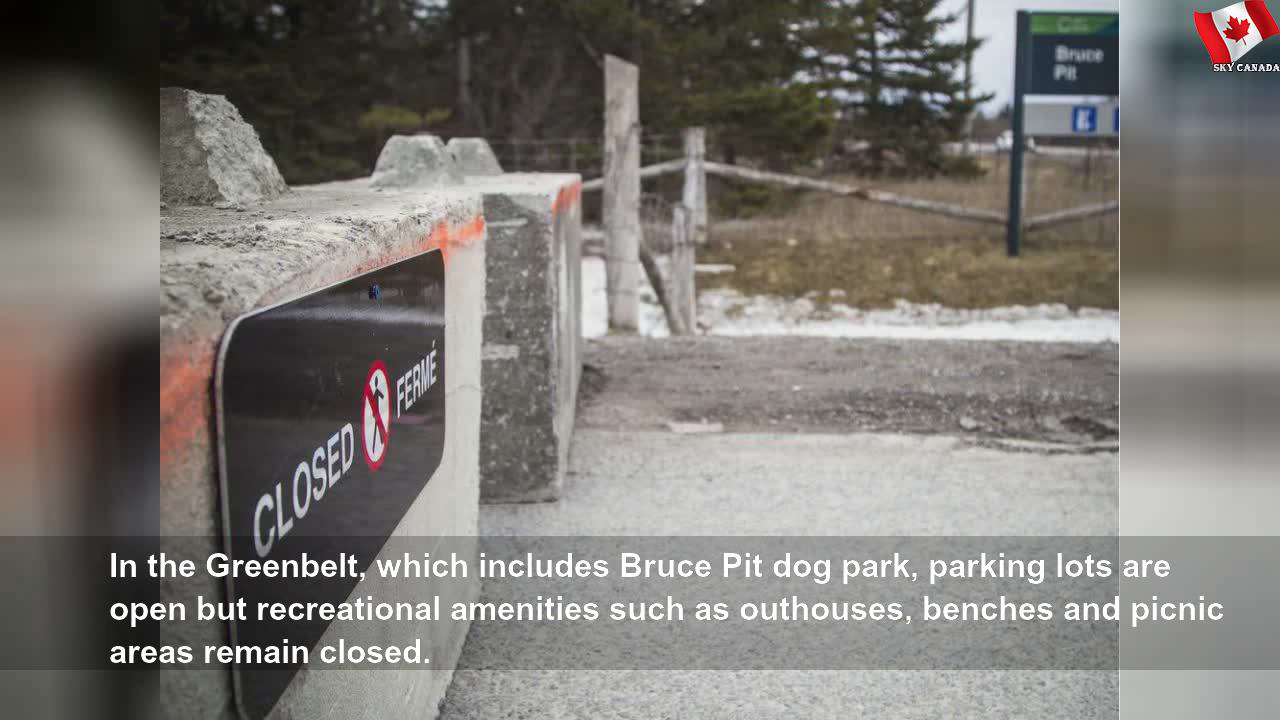 SKY CANADA
Bruce
Pit
CLOSED FERMÉ
In the Greenbelt, which includes Bruce Pit dog park, parking lots are
open but recreational amenities such as outhouses, benches and picnic
areas remain closed.